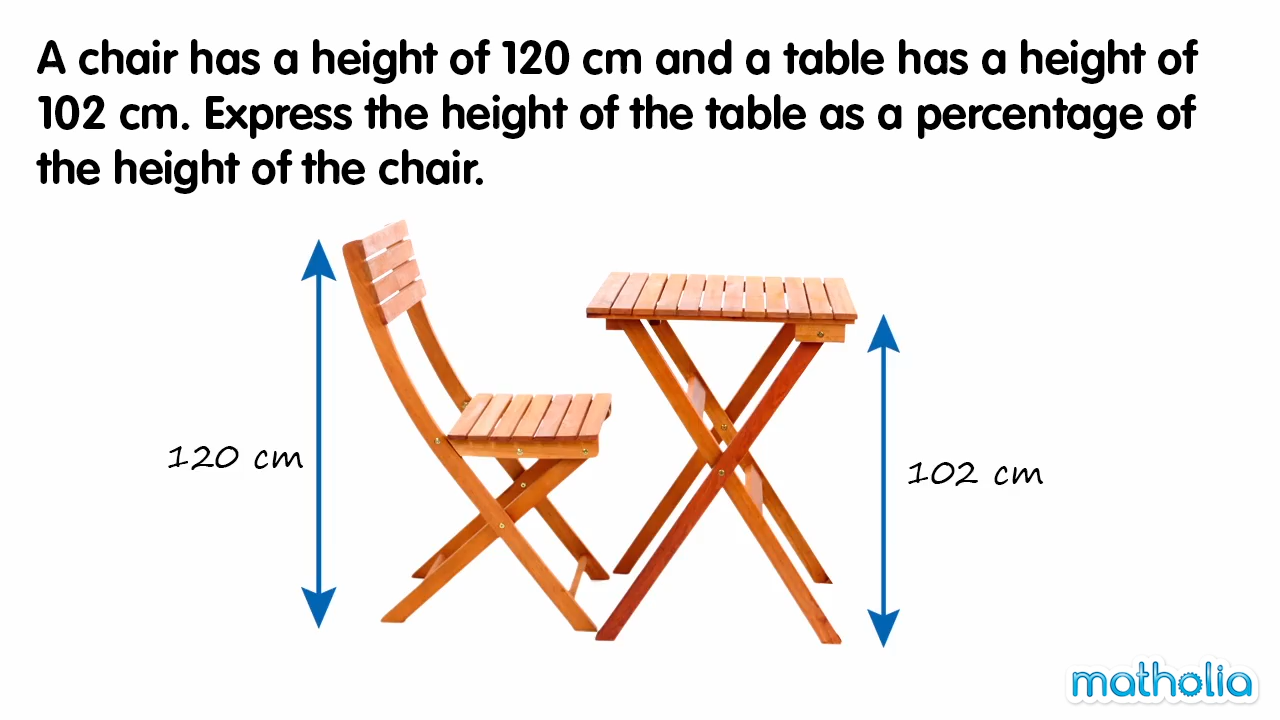 A chair has a height of 120 cm and a table has a height of
102 cm. Express the height of the table as a percentage of
the height of the chair.
120 cm
102 cm
matholia